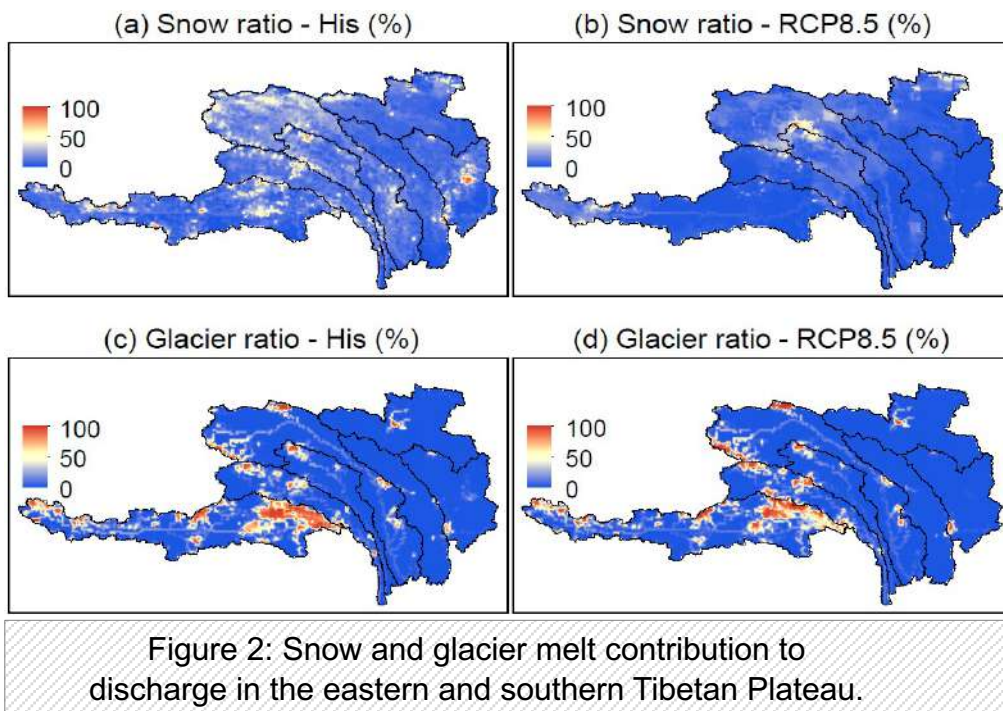 (a) Snow ratio - His (%)
(b) Snow ratio - RCP8.5 (%)
100
50
0
100
50
0
(c) Glacier ratio - His (%)
(d) Glacier ratio - RCP8.5 (%)
100
50
0
100
50
0
Figure 2: Snow and glacier melt contribution to
discharge in the eastern and southern Tibetan Plateau.